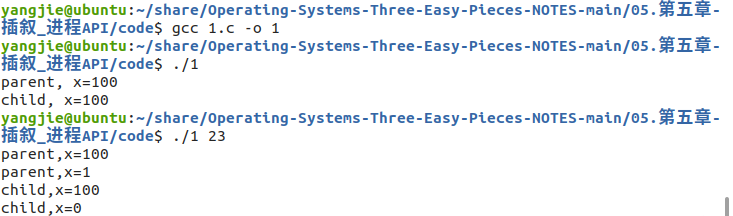 yangjie@ubuntu:~/share/Operating-Systems-Three-Easy-Pieces-NOTES-main/05.第五章-
插叙_进程API/code$ gcc 1.c -o 1
yangjie@ubuntu:~/share/Operating-Systems-Three-Easy-Pieces-NOTES-main/05.第五章-
插叙_进程API/code$ ./1
parent, x=100
child, x=100
yangjie@ubuntu:~/share/Operating-Systems-Three-Easy-Pieces-NOTES-main/05.第五章-
插叙_进程API/code$ ./1 23
parent,x=100
parent,x=1
child,x=100
child,x=0